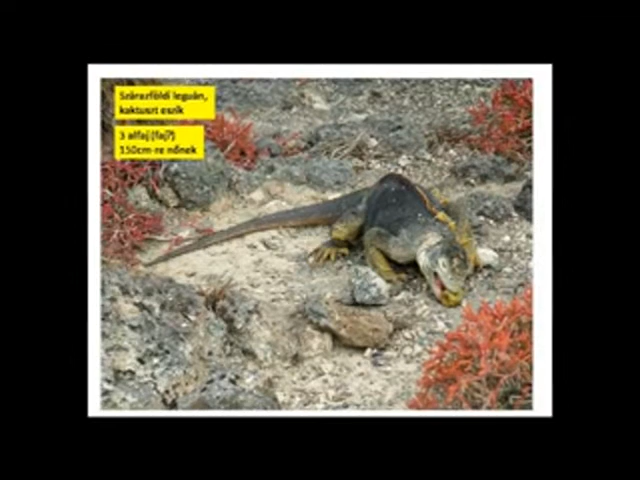 Szárazföldi leguán,
kaktuszt eszik
3 alfaj (faj?)
150cm-re nőnek